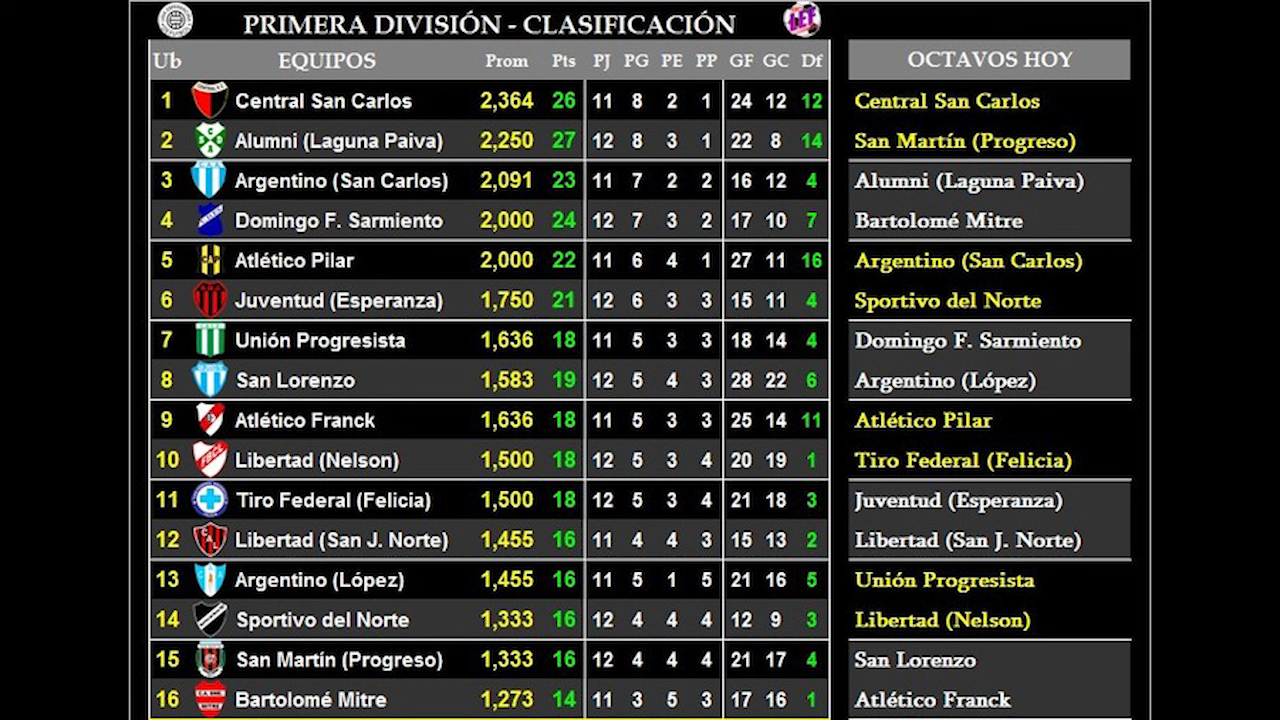 PRIMERA DIVISIÓN - CLASIFICACIÓN LEF
Ub EQUIPOS Prom Pts PJ PG PE PP GF GC Df OCTAVOS HOY
1 Central San Carlos 2,364 26 11 8 2 1 24 12 12 Central San Carlos
2 Alumni (Laguna Paiva) 2,250 27 12 8 3 1 22 8 14 San Martín (Progreso)
3 Argentino (San Carlos) 2,091 23 11 7 2 2 16 12 4 Alumni (Laguna Paiva)
4 Domingo F. Sarmiento 2,000 24 12 7 3 2 17 10 7 Bartolomé Mitre
5 Atlético Pilar 2,000 22 11 6 4 1 27 11 16 Argentino (San Carlos)
6 Juventud (Esperanza) 1,750 21 12 6 3 3 15 11 4 Sportivo del Norte
7 Unión Progresista 1,636 18 11 5 3 3 18 14 4 Domingo F. Sarmiento
8 San Lorenzo 1,583 19 12 5 4 3 28 22 6 Argentino (López)
9 Atlético Franck 1,636 18 11 5 3 3 25 14 11 Atlético Pilar
10 Libertad (Nelson) 1,500 18 12 5 3 4 20 19 1 Tiro Federal (Felicia)
11 Tiro Federal (Felicia) 1,500 18 12 5 3 4 21 18 3 Juventud (Esperanza)
12 Libertad (San J. Norte) 1,455 16 11 4 4 3 15 13 2 Libertad (San J. Norte)
13 Argentino (López) 1,455 16 11 5 1 5 21 16 5 Unión Progresista
14 Sportivo del Norte 1,333 16 12 4 4 4 12 9 3 Libertad (Nelson)
15 San Martín (Progreso) 1,333 16 12 4 4 4 21 17 4 San Lorenzo
16 Bartolomé Mitre 1,273 14 11 3 5 3 17 16 1 Atlético Franck